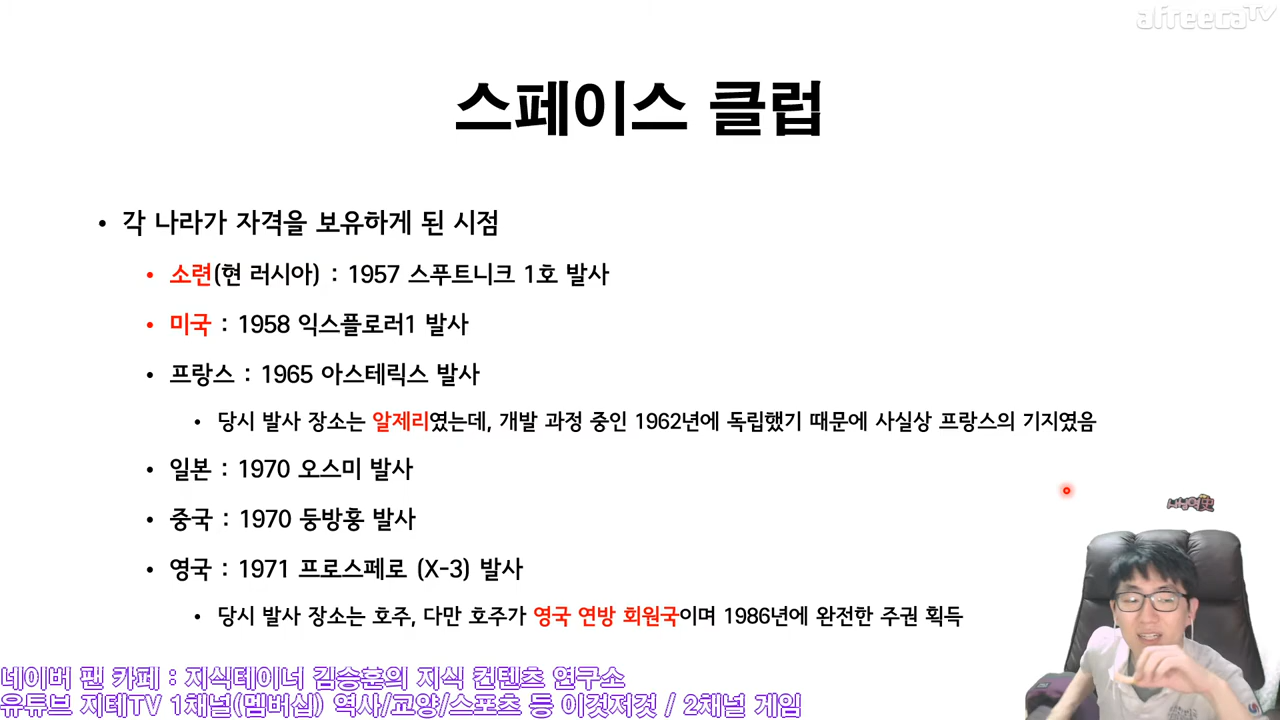 afreecaTV
스페이스 클럽
• 각 나라가 자격을 보유하게 된 시점
• 소련(현 러시아) : 1957 스푸트니크 1호 발사
• 미국 : 1958 익스플로러1 발사
• 프랑스 : 1965 아스테릭스 발사
• 당시 발사 장소는 알제리였는데, 개발 과정 중인 1962년에 독립했기 때문에 사실상 프랑스의 기지였음
• 일본 : 1970 오스미 발사
• 중국 : 1970 둥방훙 발사
• 영국 : 1971 프로스페로 (X-3) 발사
• 당시 발사 장소는 호주, 다만 호주가 영국 연방 회원국이며 1986년에 완전한 주권 획득
네이버 팬 카페 : 지식테이너 김승훈의 지식 컨텐츠 연구소
유튜브 지테TV 1채널(멤버십) 역사/교양/스포츠 등 이것저것 / 2채널 게임